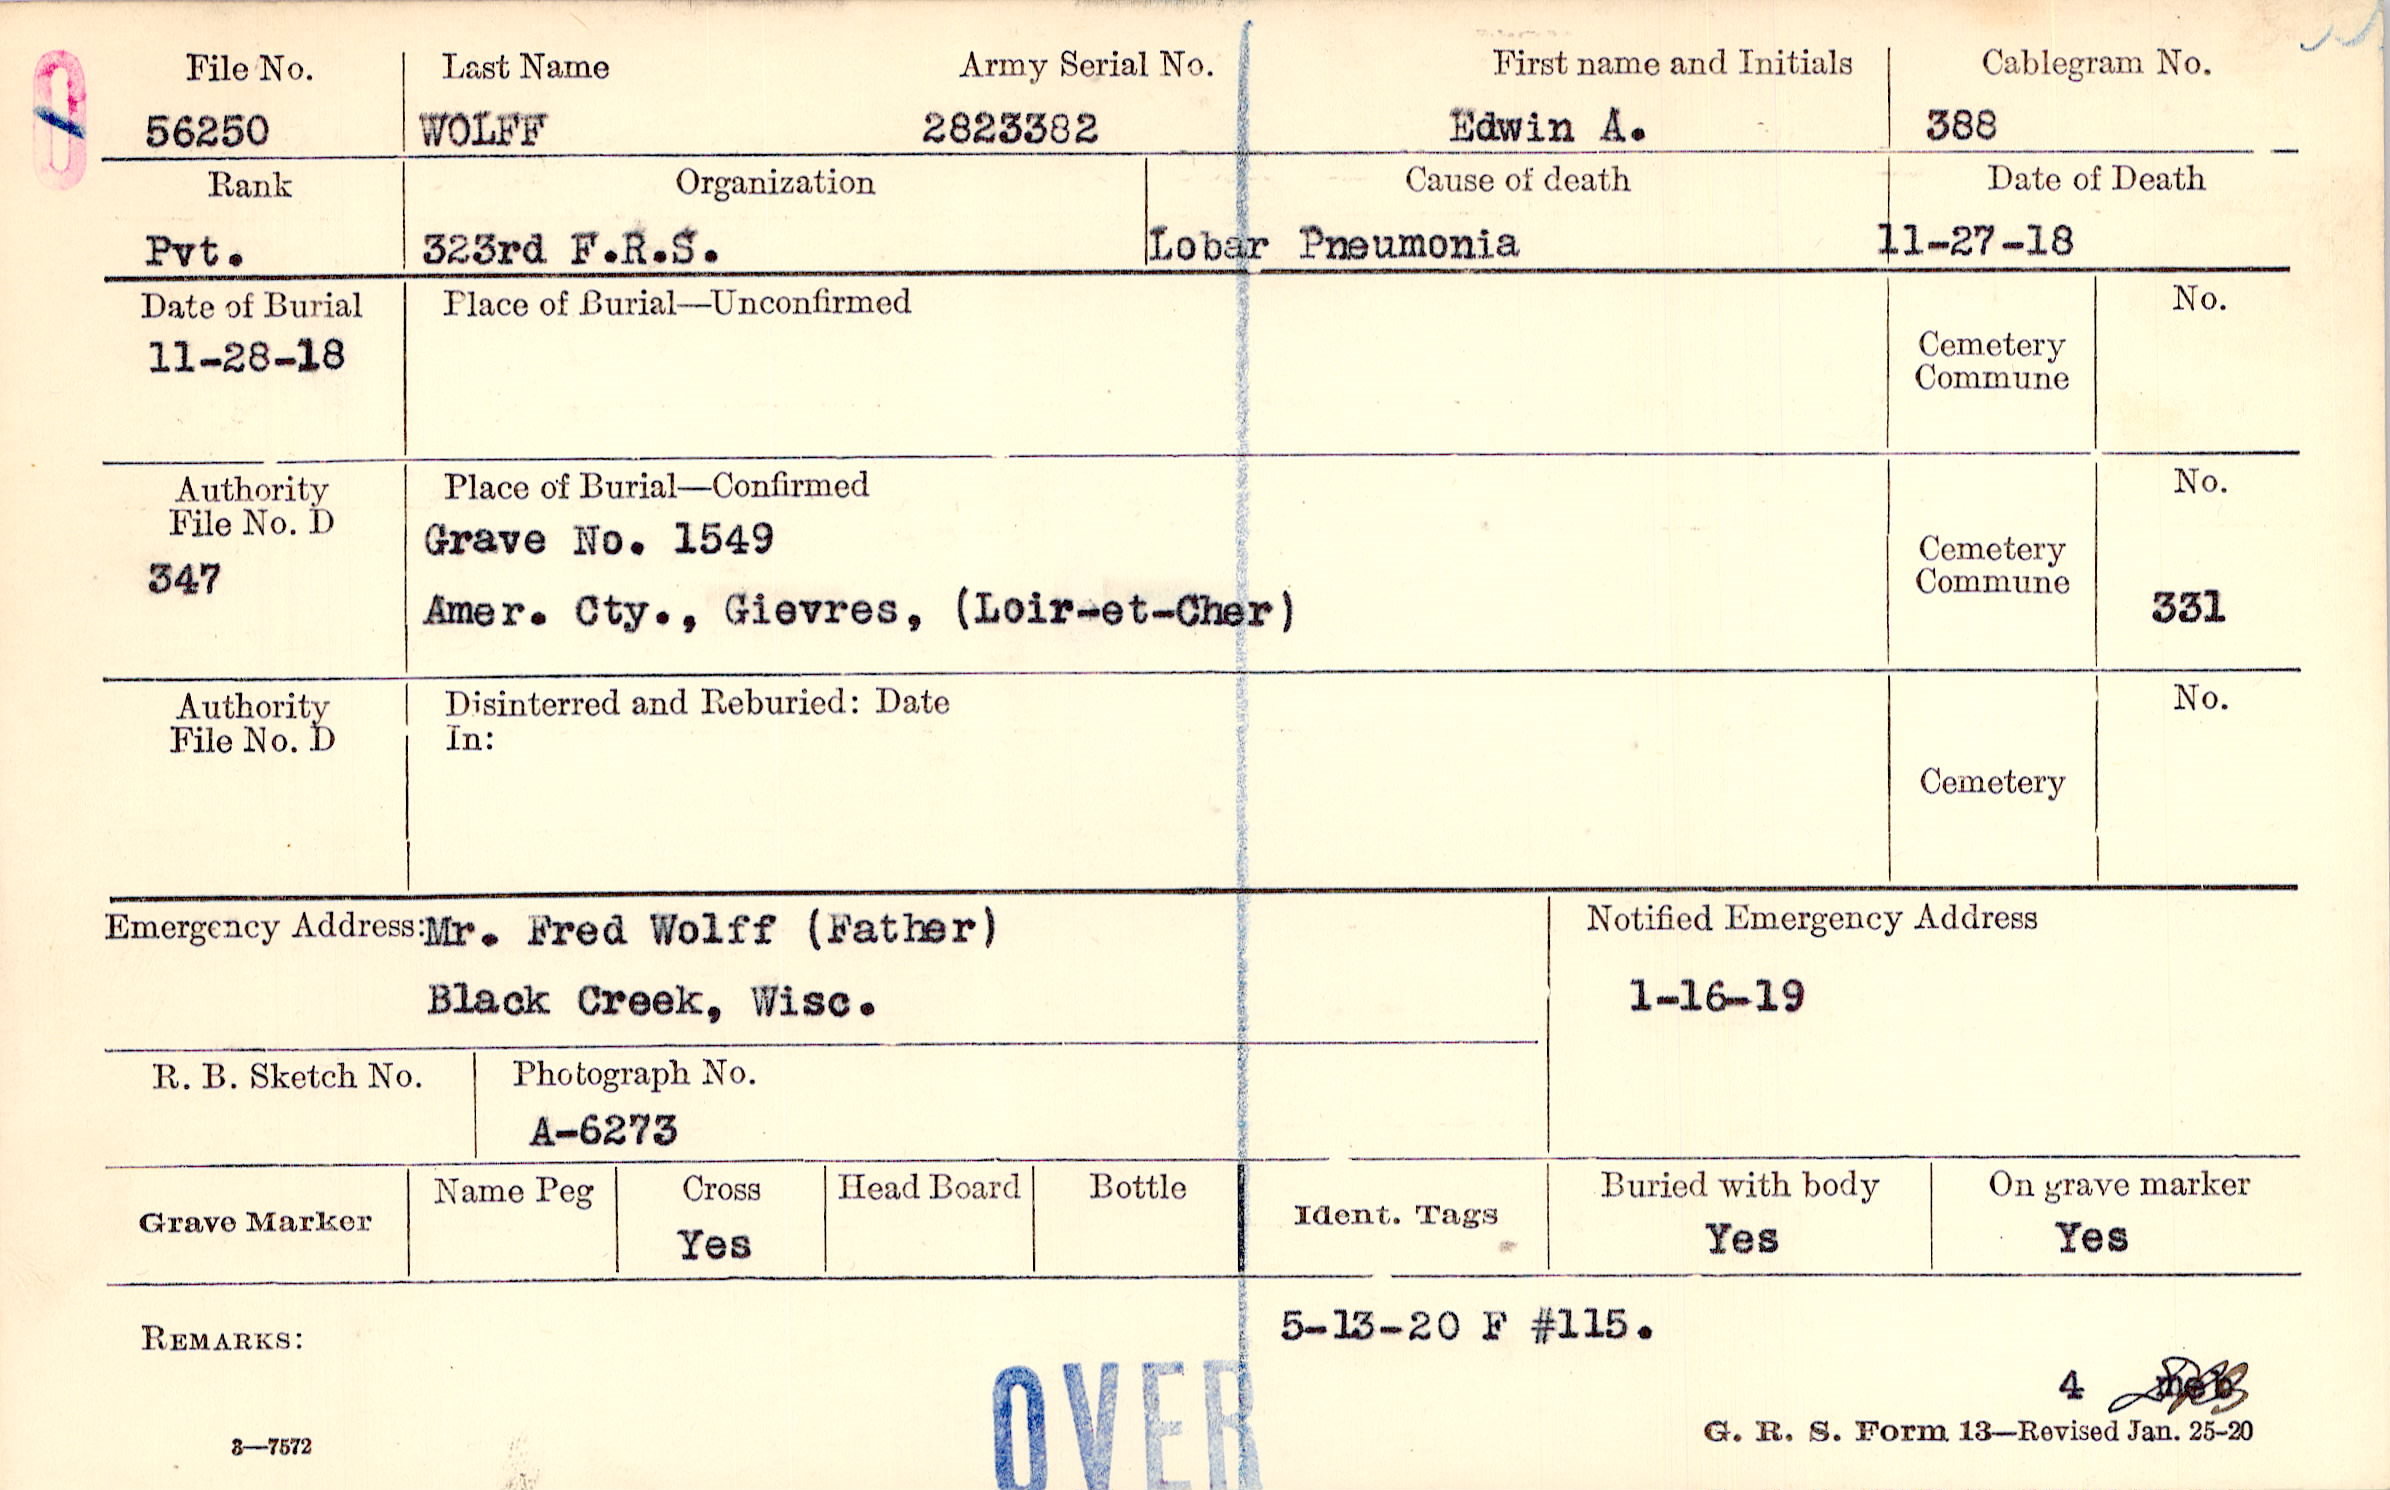 File No. Last Name Army Serial No. First name and Initials Cablegram No.
56250 WOLFF 2823382 Edwin A. 388
Rank Organization Cause of death Date of Death
Pvt. 323rd F.R.S. Lobar Pneumonia 11-27-18
Date of Burial Place of Burial—Unconfirmed No.
11-28-18
Cemetery
Commune
Authority Place of Burial—Confirmed No.
File No. D
347
Grave No. 1549
Amer. Cty., Gievres, (Loir-et-Cher)
Cemetery
Commune
331
Authority Disinterred and Reburied: Date No.
File No. D In:
Cemetery
Emergency Address: Mr. Fred Wolff (Father)
Black Creek, Wisc.
Notified Emergency Address
1-16-19
R. B. Sketch No. Photograph No.
A-6273
Grave Marker Name Peg Cross Head Board Bottle Ident. Tags Buried with body On grave marker
Yes Yes Yes
REMARKS: 5-13-20 F #115.
OVER
4 meb
3—7572 G. R. S. Form 13—Revised Jan. 25-20